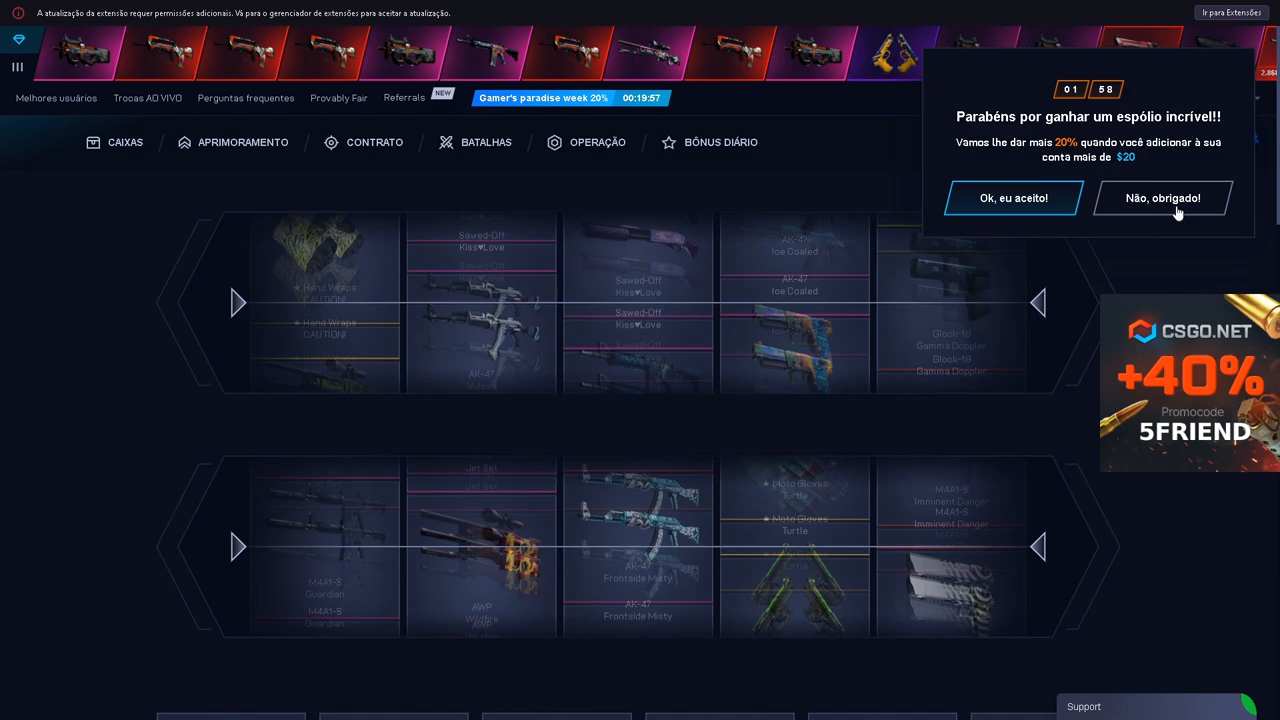 A atualização da extensão requer permissões adicionais. Vá para o gerenciador de extensões para aceitar a atualização.
Ir para Extensões
Melhores usuários
Trocas AO VIVO
Perguntas frequentes
Provably Fair
Referrals
NEW
Gamer's paradise week 20%
00:19:57
01
58
Parabéns por ganhar um espólio incrível!!
Vamos lhe dar mais 20% quando você adicionar à sua
conta mais de $20
Ok, eu aceito!
Não, obrigado!
CAIXAS
APRIMORAMENTO
CONTRATO
BATALHAS
OPERAÇÃO
BÔNUS DIÁRIO
★ Hand Wraps
CAUTION!
★ Hand Wraps
CAUTION!
Sawed-Off
Kiss♥Love
Sawed-Off
AK-47
Sawed-Off
Kiss♥Love
Sawed-Off
Kiss♥Love
AK-47
Ice Coaled
AK-47
Ice Coaled
Glock-18
Gamma Doppler
Glock-18
Gamma Doppler
CSGO.NET
+40%
Promocode
5FRIEND
M4A1-S
Guardian
M4A1-S
Guardian
Jet Set
Jet Set
AWP
Wildfire
AWP
AK-47
Frontside Misty
AK-47
Frontside Misty
★ Moto Gloves
Turtle
★ Moto Gloves
Turtle
M4A1-S
Imminent Danger
M4A1-S
Imminent Danger
Support